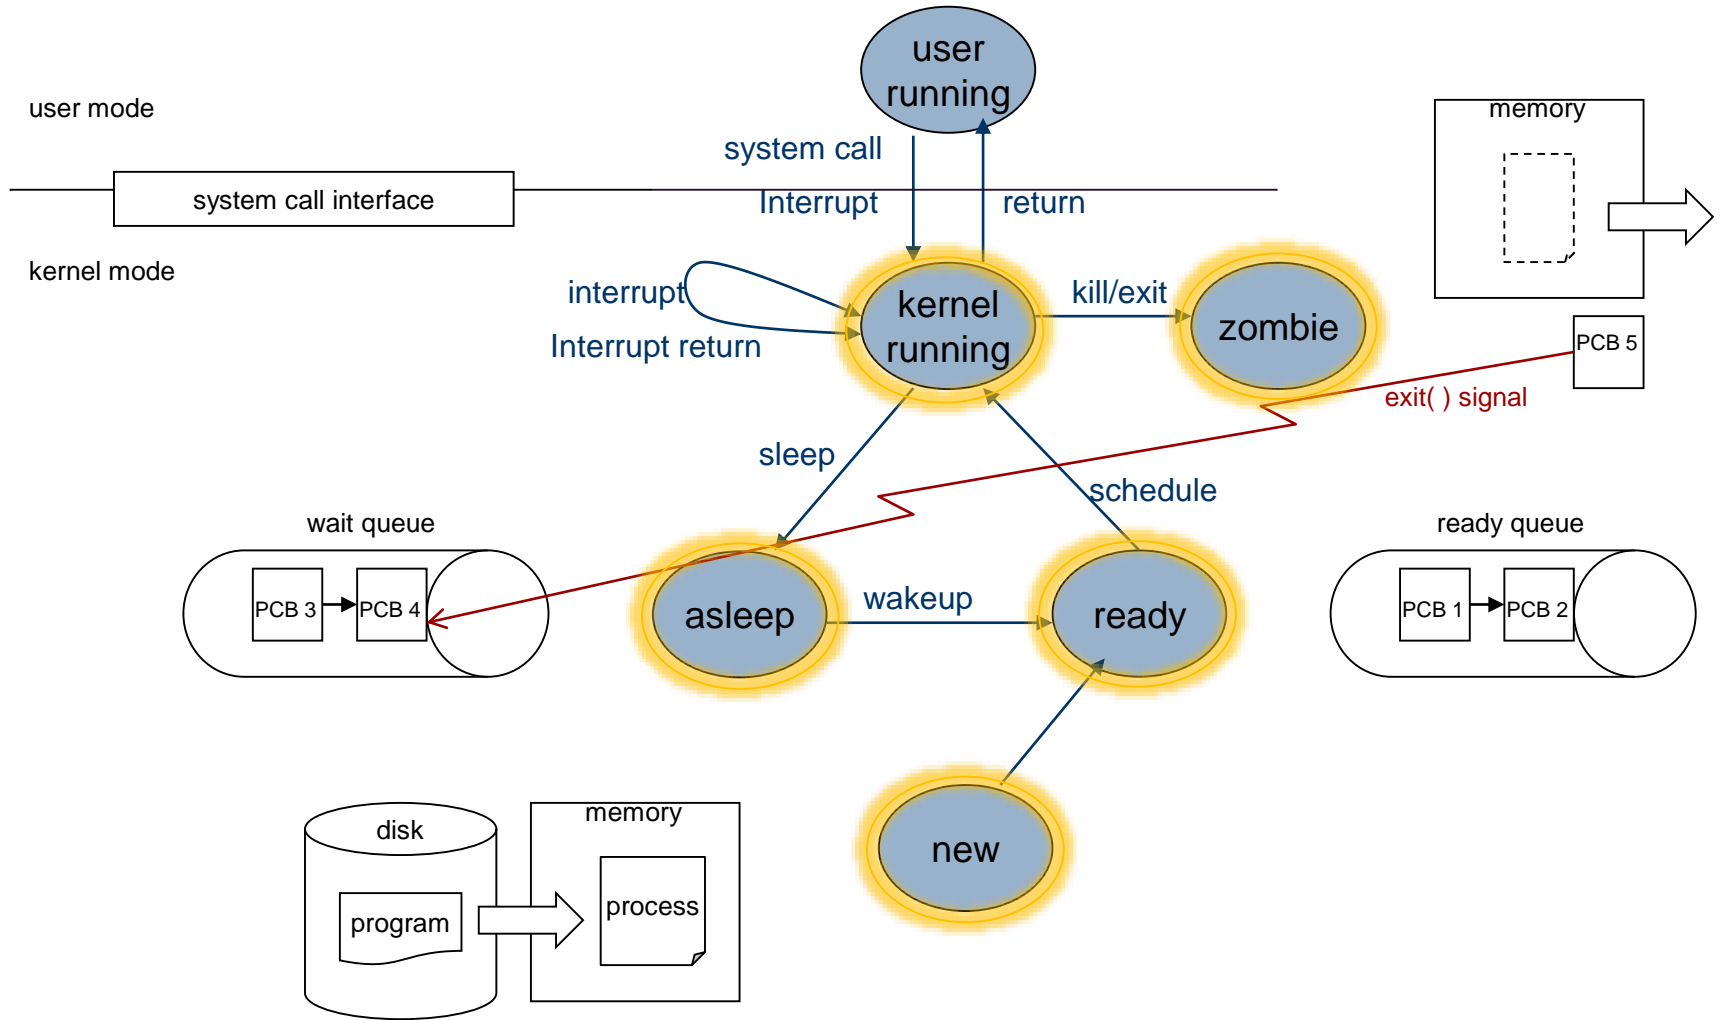 user
running
user mode
memory
system call
system call interface
Interrupt
return
kernel mode
interrupt
kernel
running
kill/exit
zombie
Interrupt return
PCB 5
exit( ) signal
sleep
schedule
wait queue
ready queue
PCB 3
PCB 4
asleep
wakeup
ready
PCB 1
PCB 2
new
disk
memory
program
process